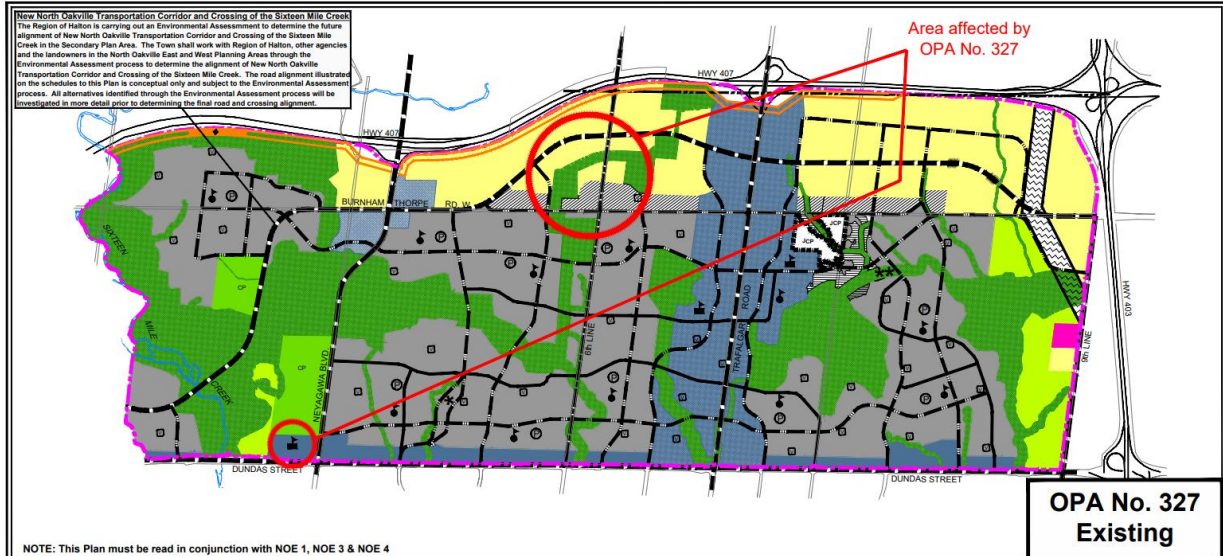 New North Oakville Transportation Corridor and Crossing of the Sixteen Mile Creek
The Region of Halton is carrying out an Environmental Assessmment to determine the future
alignment of New North Oakville Transportation Corridor and Crossing of the Sixteen Mile
Creek in the Secondary Plan Area. The Town shall work with Region of Halton, other agencies
and the landowners in the North Oakville East and West Planning Areas through the
Environmental Assessment process to determine the alignment of New North Oakville
Transportation Corridor and Crossing of the Sixteen Mile Creek. The road alignment illustrated
on the schedules to this Plan is conceptual only and subject to the Environmental Assessment
process. All alternatives identified through the Environmental Assessment process will be
investigated in more detail prior to determining the final road and crossing alignment.
Area affected by
OPA No. 327
HWY 407
HWY 407
BURNHAM THORPE RD. W
SIXTEEN
MILE
CREEK
CP
CP
NEYAGAWA BLVD.
6th LINE
TRAFALGAR ROAD
JCP
JCP
9th LINE
HWY 403
P
P
P
P
P
P
P
P
P
P
DUNDAS STREET
DUNDAS STREET
OPA No. 327
Existing
NOTE: This Plan must be read in conjunction with NOE 1, NOE 3 & NOE 4